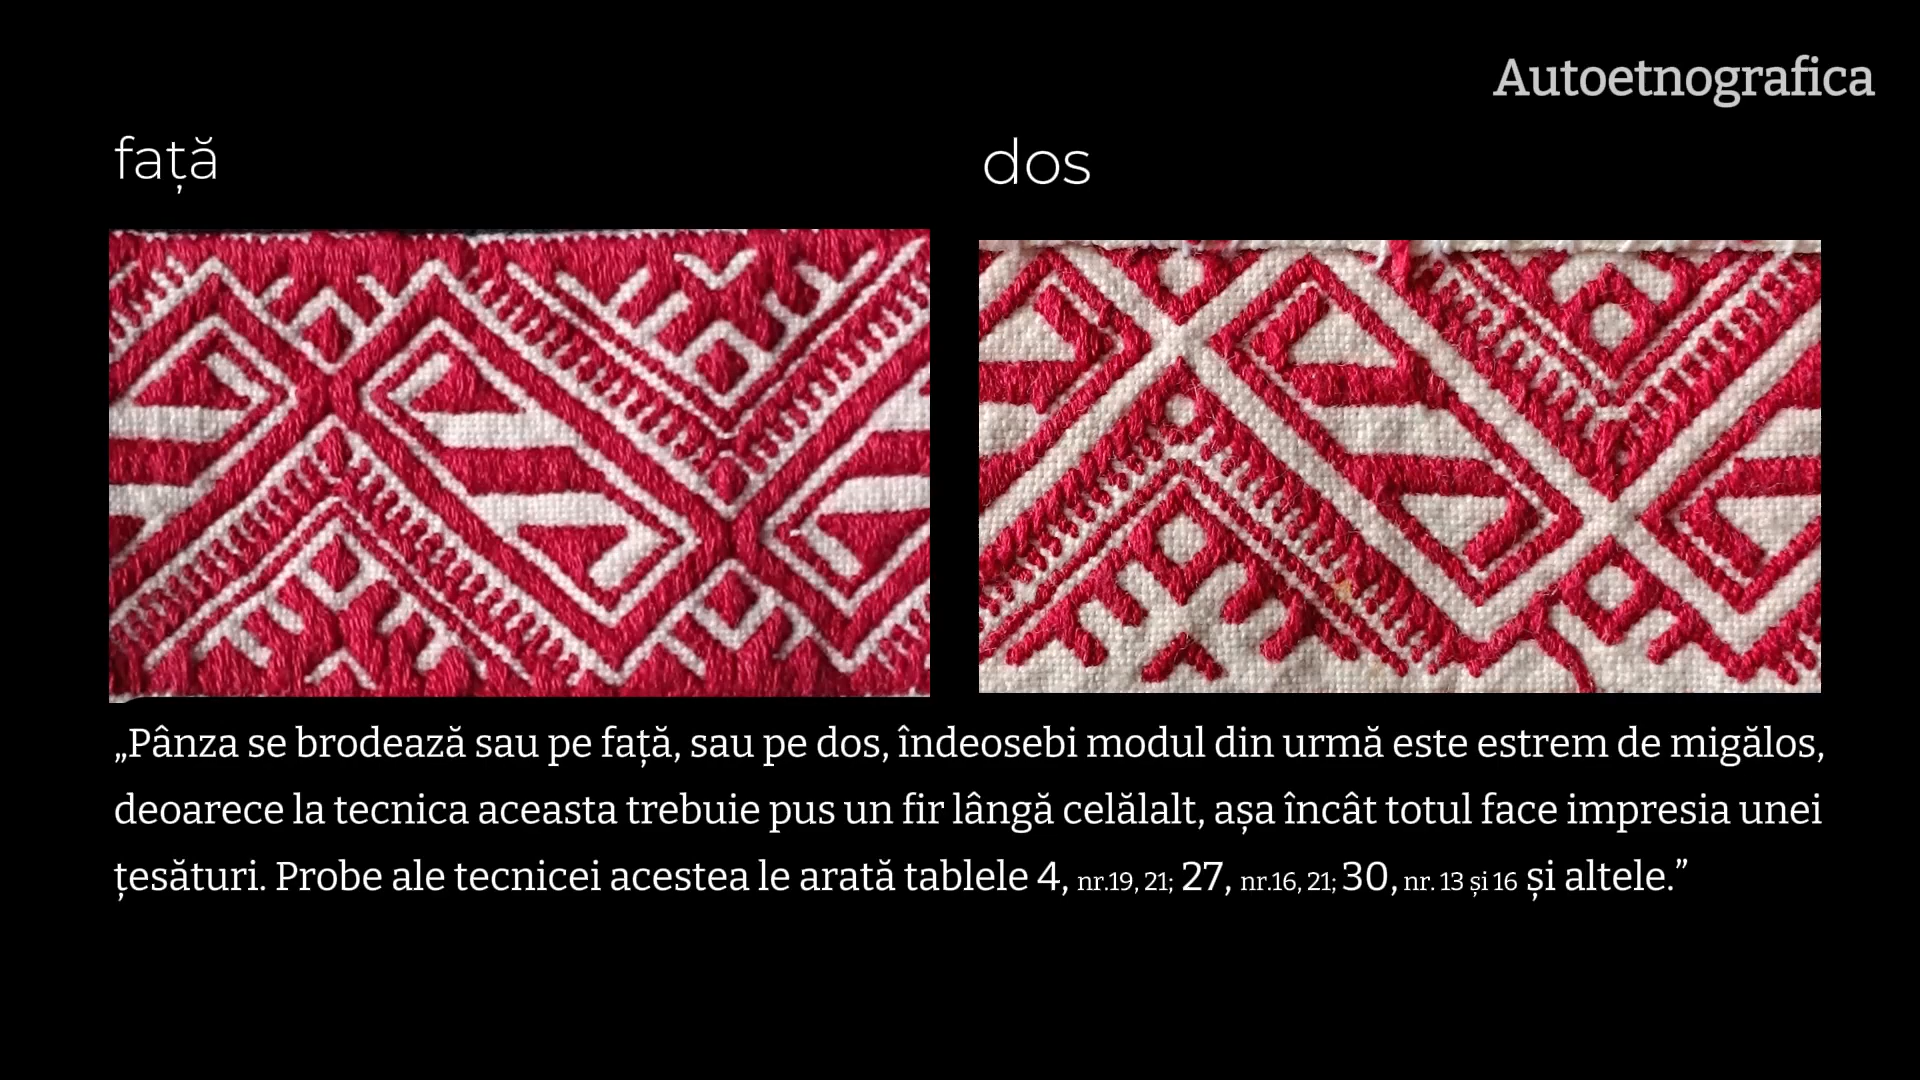 Autoetnografica
față
dos
„Pânza se brodează sau pe față, sau pe dos, îndeosebi modul din urmă este estrem de migălos,
deoarece la tecnica aceasta trebuie pus un fir lângă celălalt, așa încât totul face impresia unei
țesături. Probe ale tecnicei acestea le arată tablele 4, nr.19, 21; 27, nr.16, 21; 30, nr. 13 și 16 și altele.”